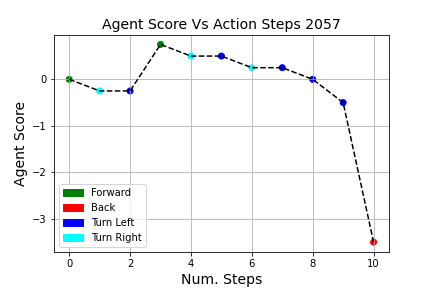 Agent Score Vs Action Steps 2057
Agent Score
0
−1
−2
−3
Forward
Back
Turn Left
Turn Right
0 2 4 6 8 10
Num. Steps